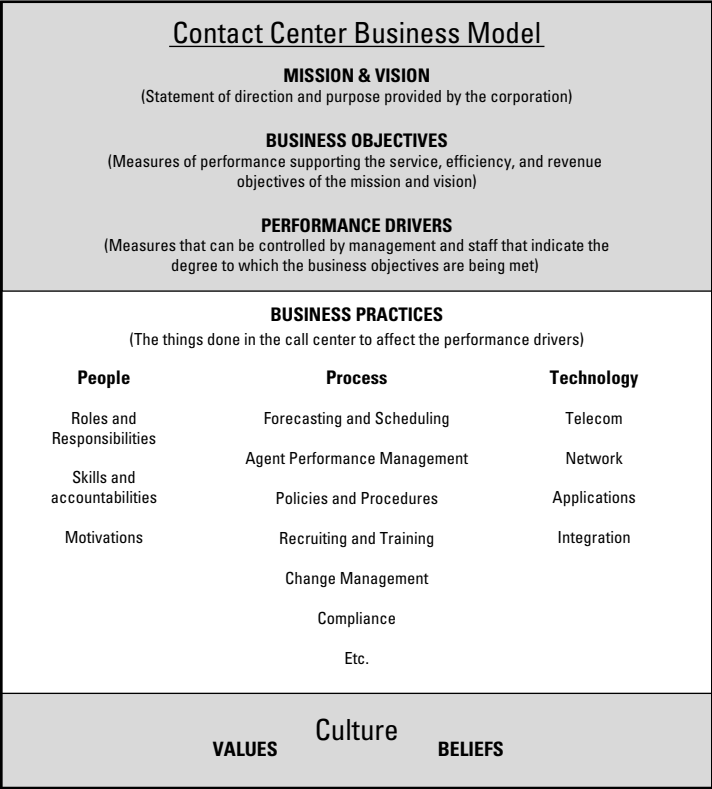 Contact Center Business Model
MISSION & VISION
(Statement of direction and purpose provided by the corporation)
BUSINESS OBJECTIVES
(Measures of performance supporting the service, efficiency, and revenue
objectives of the mission and vision)
PERFORMANCE DRIVERS
(Measures that can be controlled by management and staff that indicate the
degree to which the business objectives are being met)
BUSINESS PRACTICES
(The things done in the call center to affect the performance drivers)
People
Roles and
Responsibilities
Skills and
accountabilities
Motivations
Process
Forecasting and Scheduling
Agent Performance Management
Policies and Procedures
Recruiting and Training
Change Management
Compliance
Etc.
Technology
Telecom
Network
Applications
Integration
Culture
VALUES
BELIEFS